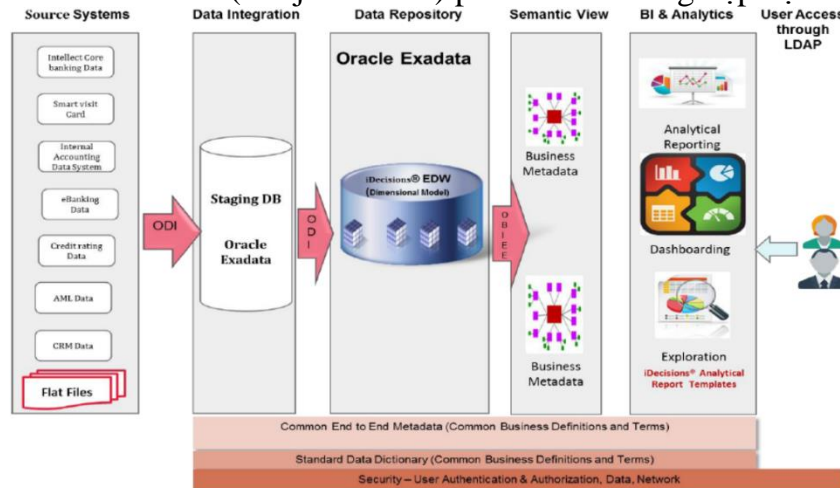 Source Systems
Data Integration
Data Repository
Semantic View
BI & Analytics
User Access
through
LDAP
Intellect Core
banking Data
Smart visit
Card
Internal
Accounting
Data System
eBanking
Data
Credit rating
Data
AML Data
CRM Data
Flat Files
ODI
Staging DB
Oracle
Exadata
ODI
Oracle Exadata
iDecisions® EDW
(Dimensional Model)
OBIEE
Business
Metadata
Business
Metadata
Analytical
Reporting
Dashboarding
Exploration
iDecisions® Analytical
Report Templates
Common End to End Metadata (Common Business Definitions and Terms)
Standard Data Dictionary (Common Business Definitions and Terms)
Security – User Authentication & Authorization, Data, Network